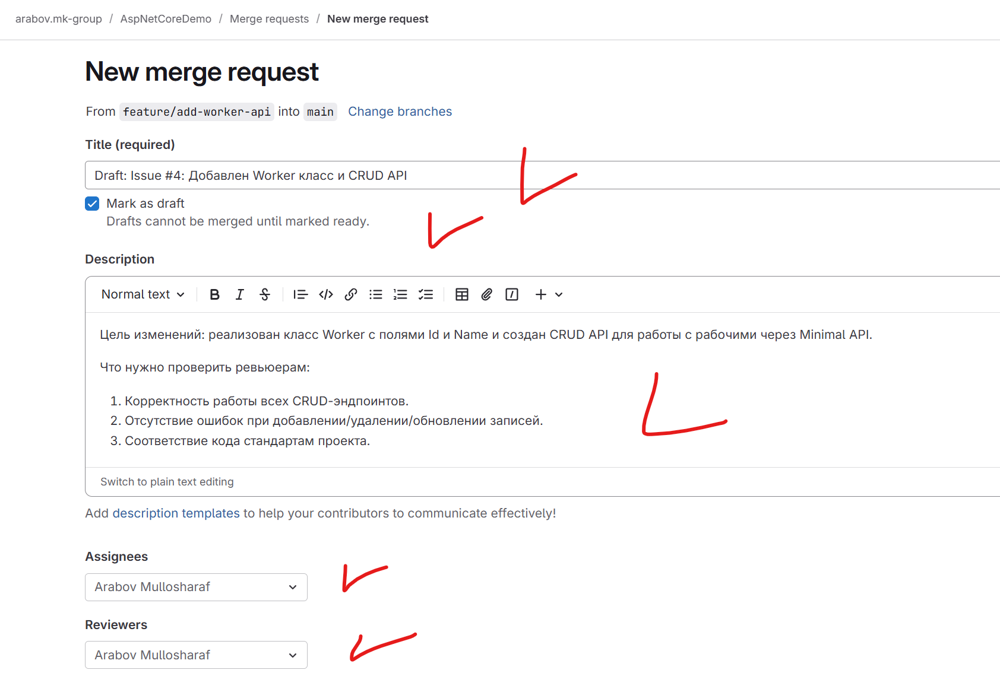 arabov.mk-group / AspNetCoreDemo / Merge requests / New merge request
New merge request
From feature/add-worker-api into main Change branches
Title (required)
Draft: Issue #4: Добавлен Worker класс и CRUD API
Mark as draft
Drafts cannot be merged until marked ready.
Description
Normal text
Цель изменений: реализован класс Worker с полями Id и Name и создан CRUD API для работы с рабочими через Minimal API.
Что нужно проверить ревьюерам:
1. Корректность работы всех CRUD-эндпоинтов.
2. Отсутствие ошибок при добавлении/удалении/обновлении записей.
3. Соответствие кода стандартам проекта.
Switch to plain text editing
Add description templates to help your contributors to communicate effectively!
Assignees
Arabov Mullosharaf
Reviewers
Arabov Mullosharaf